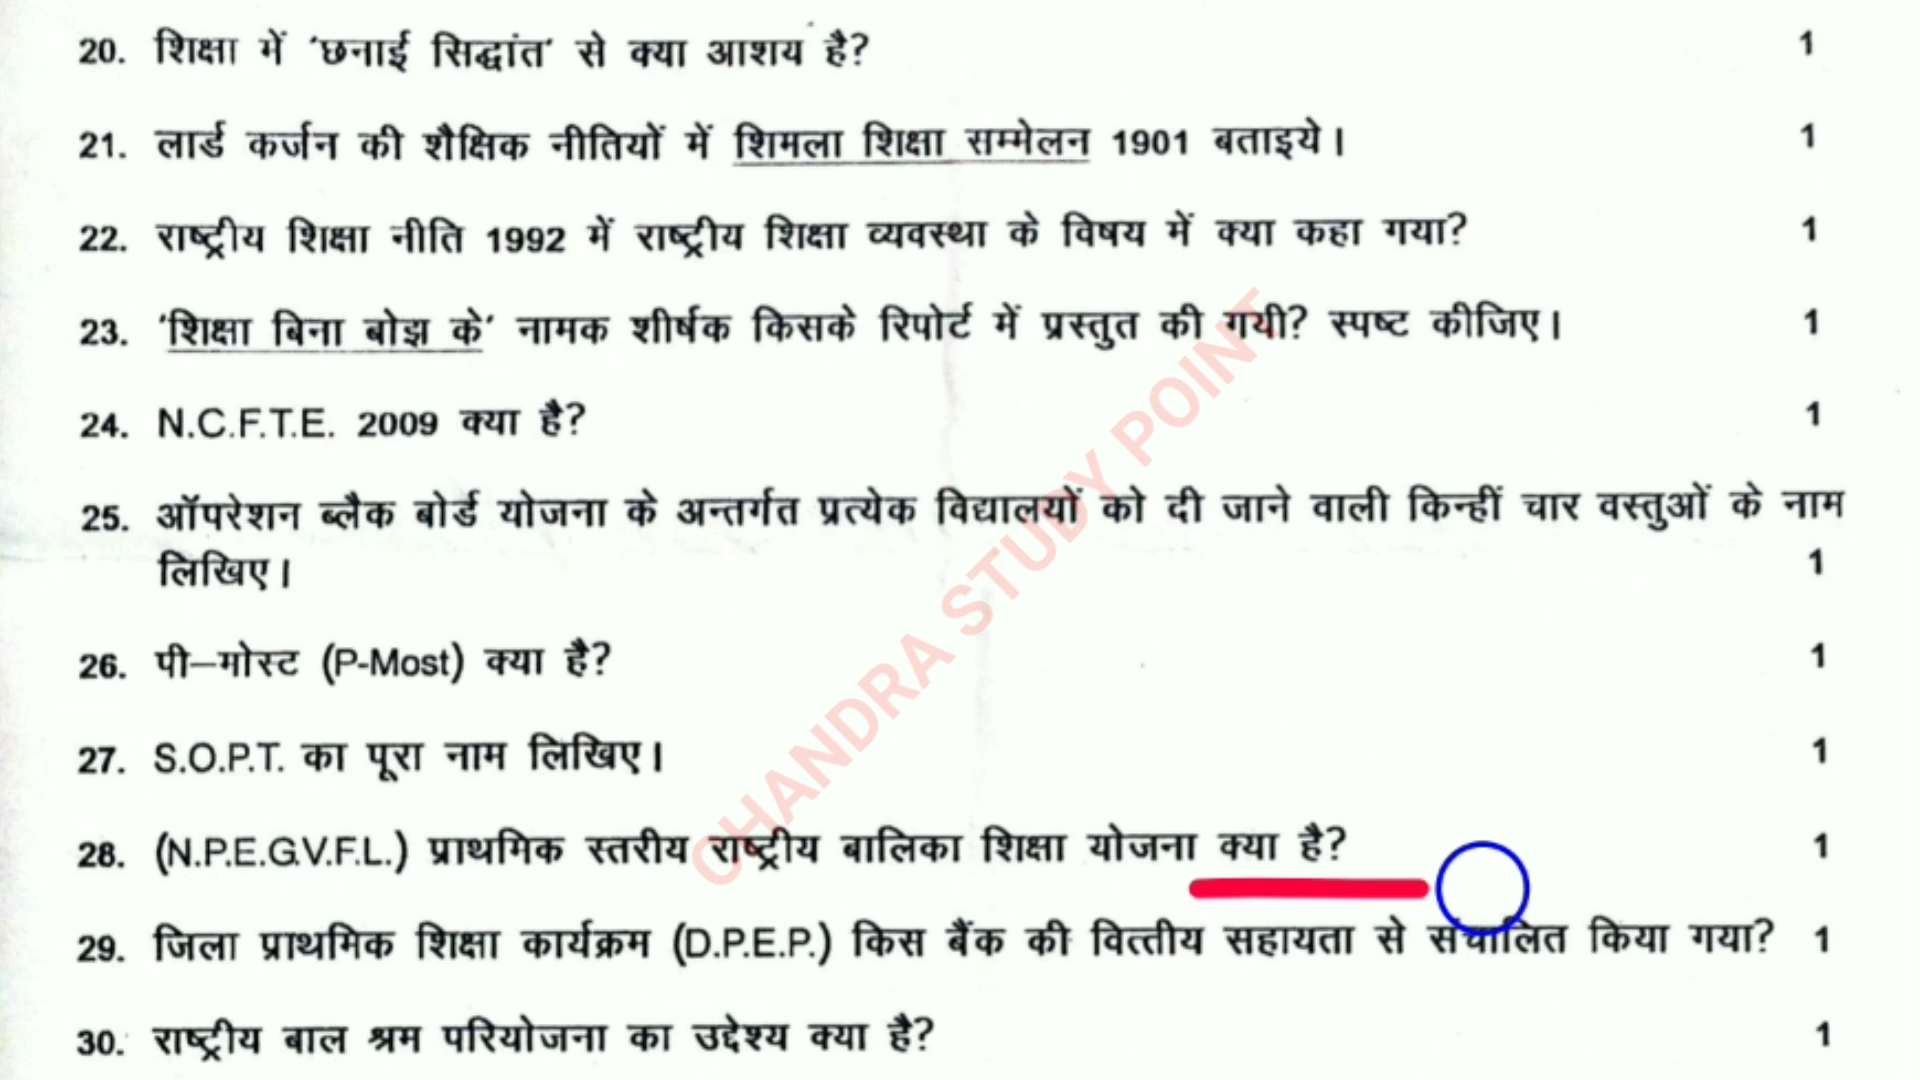 20. शिक्षा में 'छनाई सिद्धांत' से क्या आशय है? 1
21. लार्ड कर्जन की शैक्षिक नीतियों में शिमला शिक्षा सम्मेलन 1901 बताइये। 1
22. राष्ट्रीय शिक्षा नीति 1992 में राष्ट्रीय शिक्षा व्यवस्था के विषय में क्या कहा गया? 1
23. 'शिक्षा बिना बोझ के' नामक शीर्षक किसके रिपोर्ट में प्रस्तुत की गयी? स्पष्ट कीजिए। 1
24. N.C.F.T.E. 2009 क्या है? 1
25. ऑपरेशन ब्लैक बोर्ड योजना के अन्तर्गत प्रत्येक विद्यालयों को दी जाने वाली किन्हीं चार वस्तुओं के नाम
लिखिए। 1
26. पी–मोस्ट (P-Most) क्या है? 1
27. S.O.P.T. का पूरा नाम लिखिए। 1
28. (N.P.E.G.V.F.L.) प्राथमिक स्तरीय राष्ट्रीय बालिका शिक्षा योजना क्या है? 1
29. जिला प्राथमिक शिक्षा कार्यक्रम (D.P.E.P.) किस बैंक की वित्तीय सहायता से संचालित किया गया? 1
30. राष्ट्रीय बाल श्रम परियोजना का उद्देश्य क्या है? 1
CHANDRA STUDY POINT